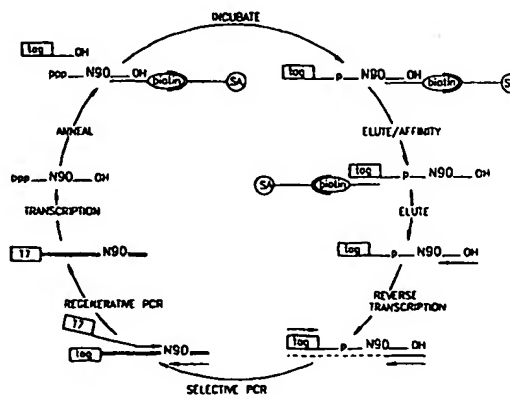 INCUBATE
tag OH
ppp N90 OH
biotin SA
tag P N90 OH
biotin S
ANNEAL
ELUTE/AFFINITY
ppp N90 OH
tag P N90 OH
SA biotin
TRANSCRIPTION
ELUTE
T7 N90
tag P N90 OH
REGENERATIVE PCR
REVERSE
TRANSCRIPTION
T7
tag N90
tag P N90 OH
SELECTIVE PCR